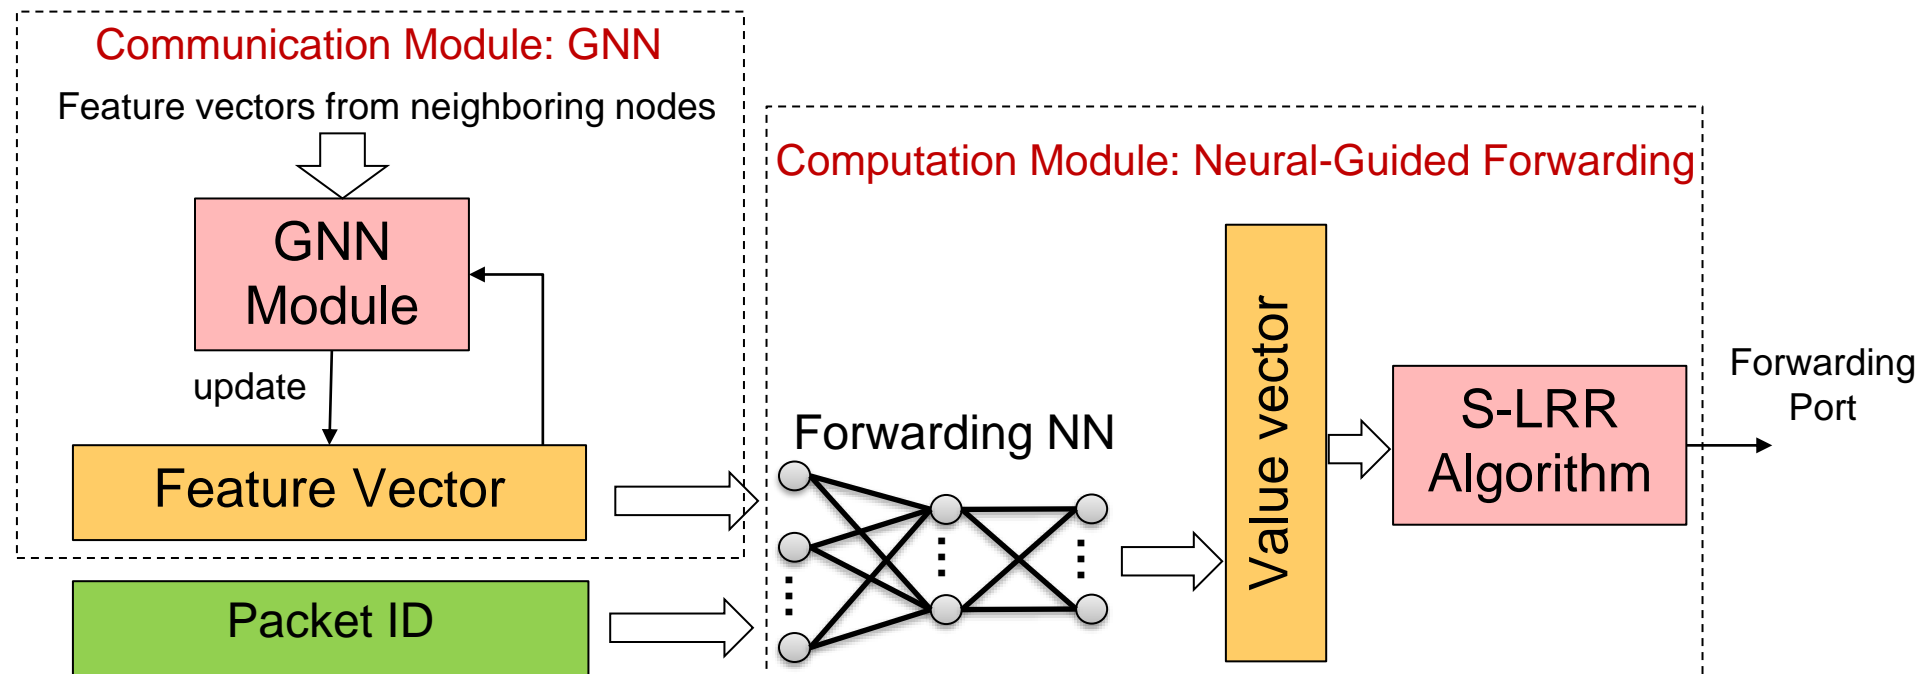 Communication Module: GNN
Feature vectors from neighboring nodes
GNN
Module
update
Feature Vector
Packet ID
Computation Module: Neural-Guided Forwarding
Forwarding NN
Value vector
S-LRR
Algorithm
Forwarding
Port